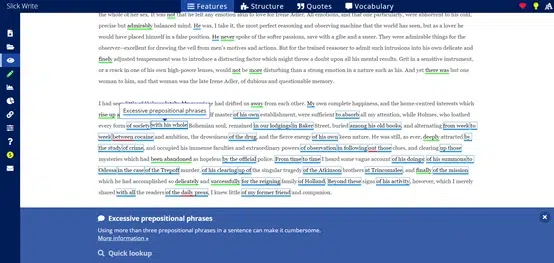 Slick Write
Features
Structure
Quotes
Vocabulary
the whole of her sex. It was not that he felt any emotion akin to love for Irene Adler. All emotions, and that one particularly, were abhorrent to his cold,
precise but admirably balanced mind. He was, I take it, the most perfect reasoning and observing machine that the world has seen, but as a lover he
would have placed himself in a false position. He never spoke of the softer passions, save with a gibe and a sneer. They were admirable things for the
observer—excellent for drawing the veil from men's motives and actions. But for the trained reasoner to admit such intrusions into his own delicate and
finely adjusted temperament was to introduce a distracting factor which might throw a doubt upon all his mental results. Grit in a sensitive instrument,
or a crack in one of his own high-power lenses, would not be more disturbing than a strong emotion in a nature such as his. And yet there was but one
woman to him, and that woman was the late Irene Adler, of dubious and questionable memory.
I had seen little of Holmes lately. My marriage had drifted us away from each other. My own complete happiness, and the home-centred interests which
Excessive prepositional phrases
rise up
master of his own establishment, were sufficient to absorb all my attention, while Holmes, who loathed
every form of society with his whole Bohemian soul, remained in our lodgings in Baker Street, buried among his old books, and alternating from week to
week between cocaine and ambition, the drowsiness of the drug, and the fierce energy of his own keen nature. He was still, as ever, deeply attracted by
the study of crime, and occupied his immense faculties and extraordinary powers of observation in following out those clues, and clearing up those
mysteries which had been abandoned as hopeless by the official police. From time to time I heard some vague account of his doings: of his summons to
Odessa in the case of the Trepoff murder, of his clearing up of the singular tragedy of the Atkinson brothers at Trincomalee, and finally of the mission
which he had accomplished so delicately and successfully for the reigning family of Holland. Beyond these signs of his activity, however, which I merely
shared with all the readers of the daily press, I knew little of my former friend and companion.
Excessive prepositional phrases
Using more than three prepositional phrases in a sentence can make it cumbersome.
More information »
Quick lookup